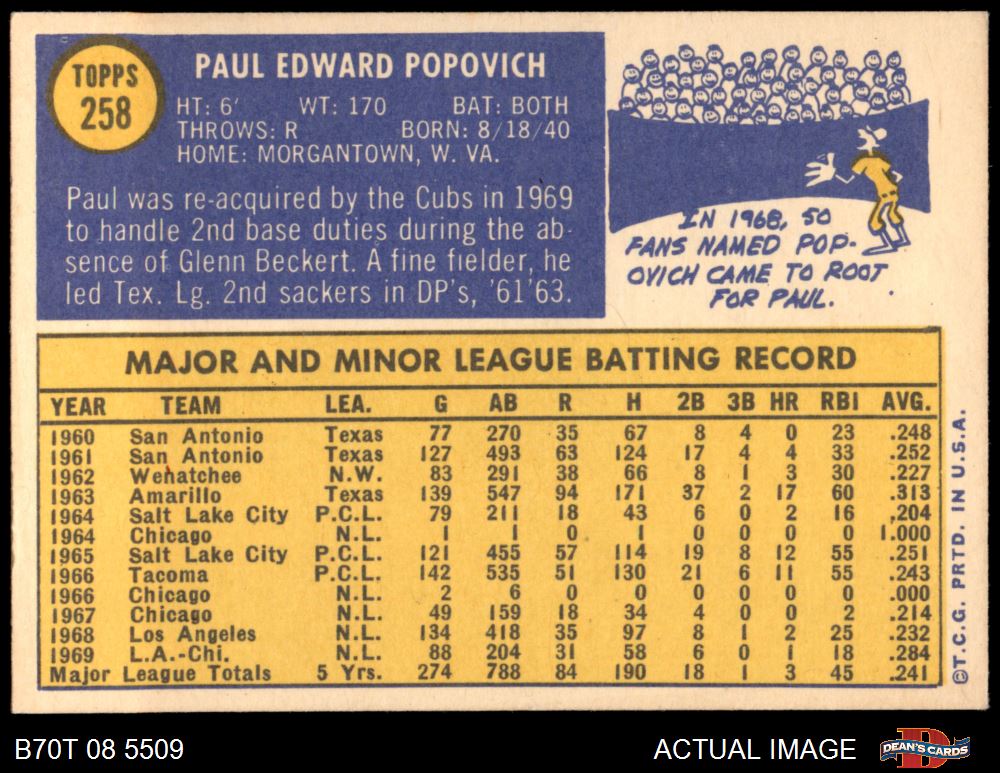 TOPPS
258
PAUL EDWARD POPOVICH
HT: 6' WT: 170 BAT: BOTH
THROWS: R BORN: 8/18/40
HOME: MORGANTOWN, W. VA.
Paul was re-acquired by the Cubs in 1969
to handle 2nd base duties during the ab-
sence of Glenn Beckert. A fine fielder, he
led Tex. Lg. 2nd sackers in DP's, '61'63.
IN 1968, 50
FANS NAMED POP-
OVICH CAME TO ROOT
FOR PAUL.
MAJOR AND MINOR LEAGUE BATTING RECORD
YEAR TEAM LEA. G AB R H 2B 3B HR RBI AVG.
1960 San Antonio Texas 77 270 35 67 8 4 0 23 .248
1961 San Antonio Texas 127 493 63 124 17 4 4 33 .252
1962 Wenatchee N.W. 83 291 38 66 8 1 3 30 .227
1963 Amarillo Texas 139 547 94 171 37 2 17 60 .313
1964 Salt Lake City P.C.L. 79 211 18 43 6 0 2 16 .204
1964 Chicago N.L. 1 1 0 1 0 0 0 0 1.000
1965 Salt Lake City P.C.L. 121 455 57 114 19 8 12 55 .251
1966 Tacoma P.C.L. 142 535 51 130 21 6 11 55 .243
1966 Chicago N.L. 2 6 0 0 0 0 0 0 .000
1967 Chicago N.L. 49 159 18 34 4 0 0 2 .214
1968 Los Angeles N.L. 134 418 35 97 8 1 2 25 .232
1969 L.A.-Chi. N.L. 88 204 31 58 6 0 1 18 .284
Major League Totals 5 Yrs. 274 788 84 190 18 1 3 45 .241
©T.C.G. PRTD. IN U.S.A.
B70T 08 5509
ACTUAL IMAGE
DEAN'S CARDS